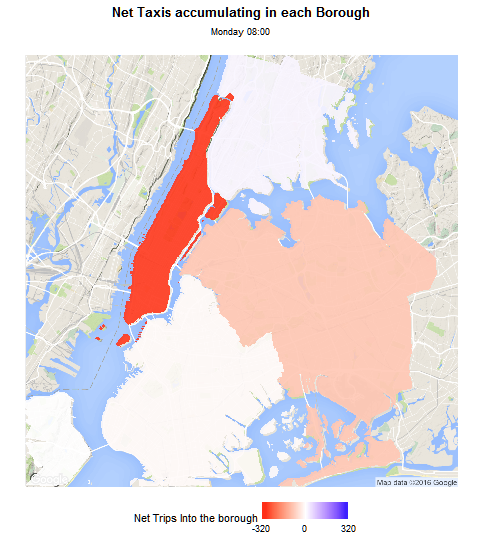 Net Taxis accumulating in each Borough
Monday 08:00
Map data ©2016 Google
Net Trips Into the borough
-320 0 320